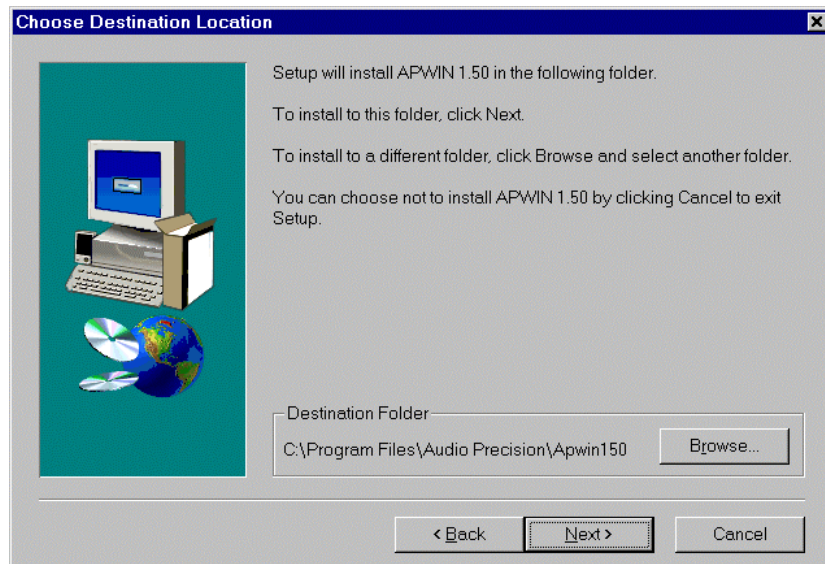 Choose Destination Location
Setup will install APWIN 1.50 in the following folder.
To install to this folder, click Next.
To install to a different folder, click Browse and select another folder.
You can choose not to install APWIN 1.50 by clicking Cancel to exit
Setup.
Destination Folder
C:\Program Files\Audio Precision\Apwin150
Browse...
< Back
Next >
Cancel